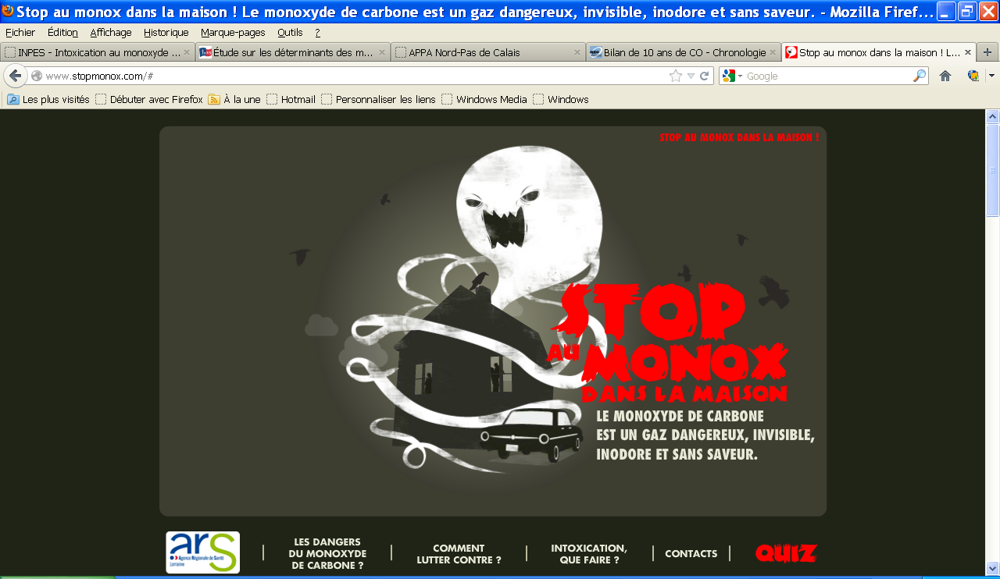 Stop au monox dans la maison ! Le monoxyde de carbone est un gaz dangereux, invisible, inodore et sans saveur. - Mozilla Firef...
Fichier Édition Affichage Historique Marque-pages Outils ?
INPES - Intoxication au monoxyde ... Étude sur les déterminants des m... APPA Nord-Pas de Calais Bilan de 10 ans de CO - Chronologie Stop au monox dans la maison ! L...
www.stopmonox.com/# Google
Les plus visités Débuter avec Firefox À la une Hotmail Personnaliser les liens Windows Media Windows
STOP AU MONOX DANS LA MAISON !
STOP
AU MONOX
DANS LA MAISON
LE MONOXYDE DE CARBONE
EST UN GAZ DANGEREUX, INVISIBLE,
INODORE ET SANS SAVEUR.
ars
Agence Régionale de Santé
Lorraine
LES DANGERS
DU MONOXYDE
DE CARBONE ?
COMMENT
LUTTER CONTRE ?
INTOXICATION,
QUE FAIRE ?
CONTACTS
QUIZ